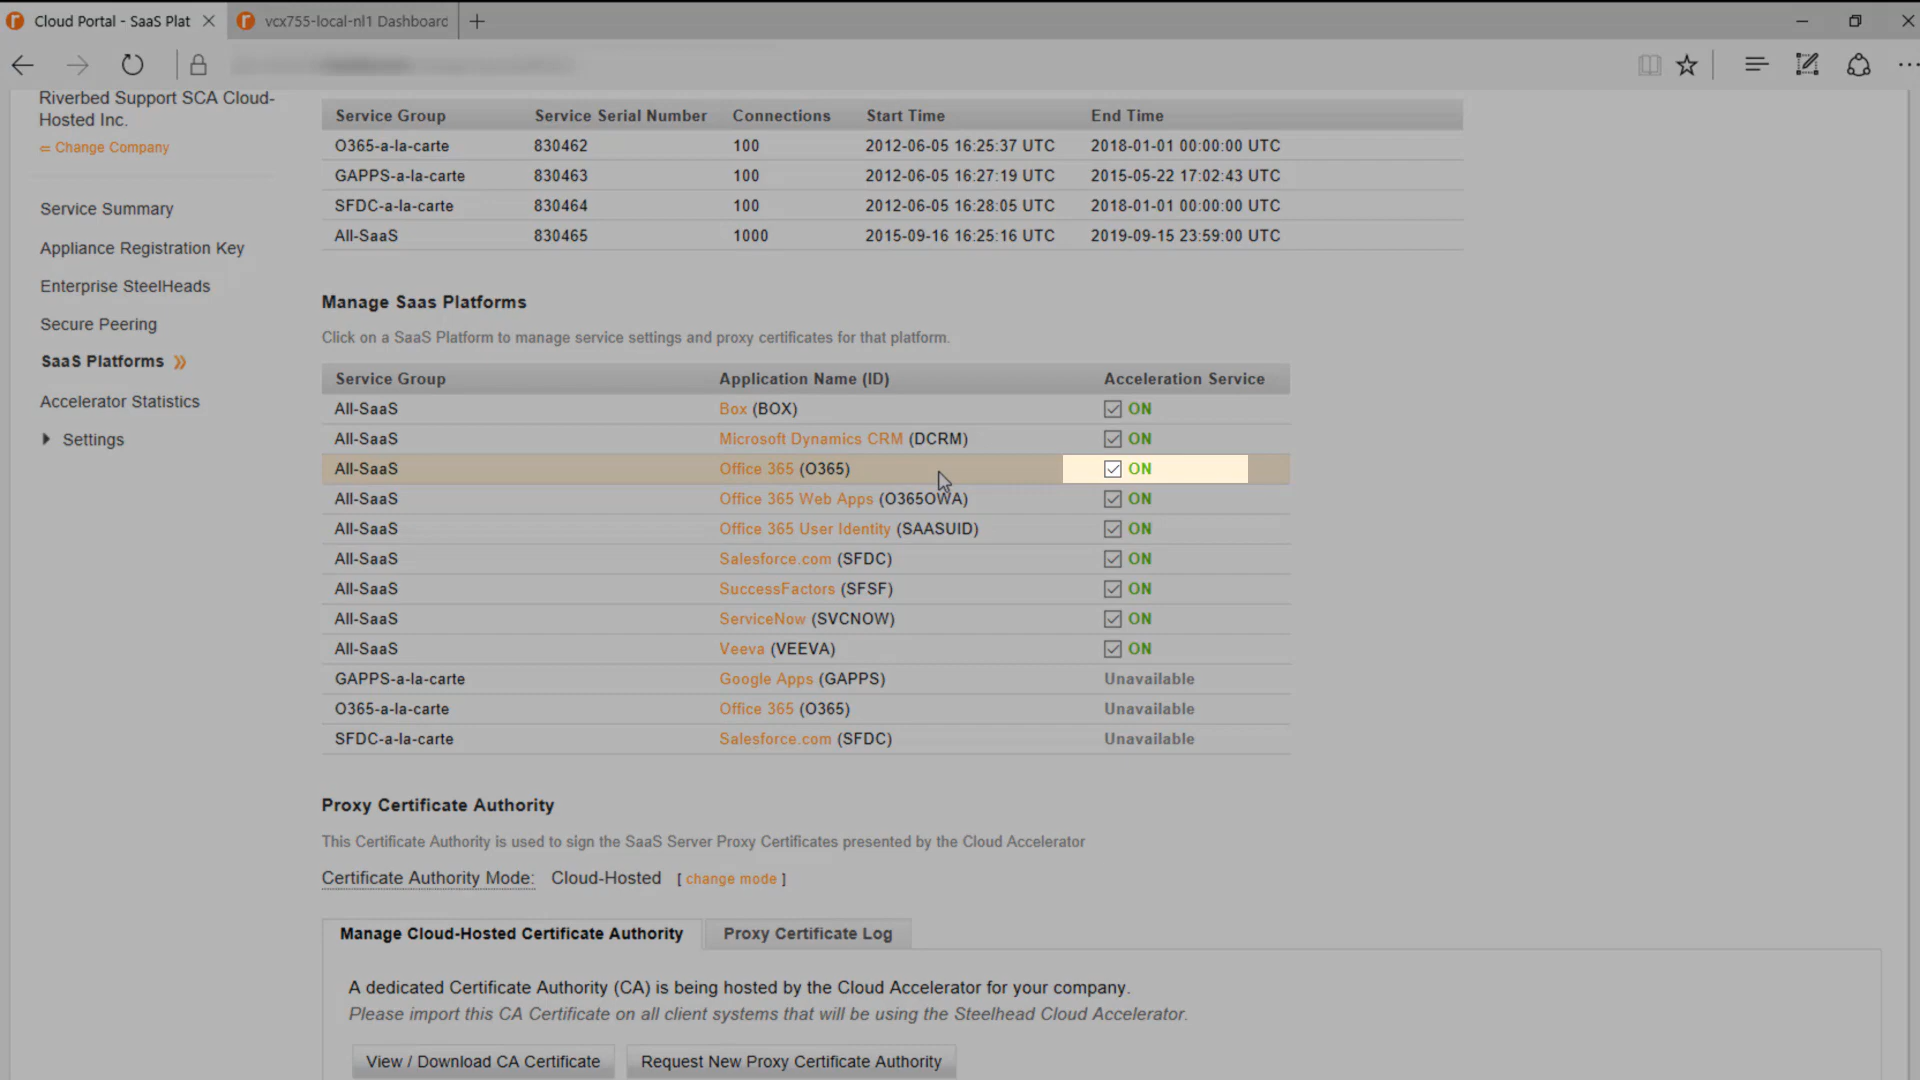 Cloud Portal - SaaS Plat
vcx755-local-nl1 Dashboard
Riverbed Support SCA Cloud-
Hosted Inc.
Change Company
Service Summary
Appliance Registration Key
Enterprise SteelHeads
Secure Peering
SaaS Platforms
Accelerator Statistics
Settings
Service Group Service Serial Number Connections Start Time End Time
O365-a-la-carte 830462 100 2012-06-05 16:25:37 UTC 2018-01-01 00:00:00 UTC
GAPPS-a-la-carte 830463 100 2012-06-05 16:27:19 UTC 2015-05-22 17:02:43 UTC
SFDC-a-la-carte 830464 100 2012-06-05 16:28:05 UTC 2018-01-01 00:00:00 UTC
All-SaaS 830465 1000 2015-09-16 16:25:16 UTC 2019-09-15 23:59:00 UTC
Manage Saas Platforms
Click on a SaaS Platform to manage service settings and proxy certificates for that platform.
Service Group Application Name (ID) Acceleration Service
All-SaaS Box (BOX) ON
All-SaaS Microsoft Dynamics CRM (DCRM) ON
All-SaaS Office 365 (O365) ON
All-SaaS Office 365 Web Apps (O365OWA) ON
All-SaaS Office 365 User Identity (SAASUID) ON
All-SaaS Salesforce.com (SFDC) ON
All-SaaS SuccessFactors (SFSF) ON
All-SaaS ServiceNow (SVCNOW) ON
All-SaaS Veeva (VEEVA) ON
GAPPS-a-la-carte Google Apps (GAPPS) Unavailable
O365-a-la-carte Office 365 (O365) Unavailable
SFDC-a-la-carte Salesforce.com (SFDC) Unavailable
Proxy Certificate Authority
This Certificate Authority is used to sign the SaaS Server Proxy Certificates presented by the Cloud Accelerator
Certificate Authority Mode: Cloud-Hosted [ change mode ]
Manage Cloud-Hosted Certificate Authority Proxy Certificate Log
A dedicated Certificate Authority (CA) is being hosted by the Cloud Accelerator for your company.
Please import this CA Certificate on all client systems that will be using the Steelhead Cloud Accelerator.
View / Download CA Certificate Request New Proxy Certificate Authority